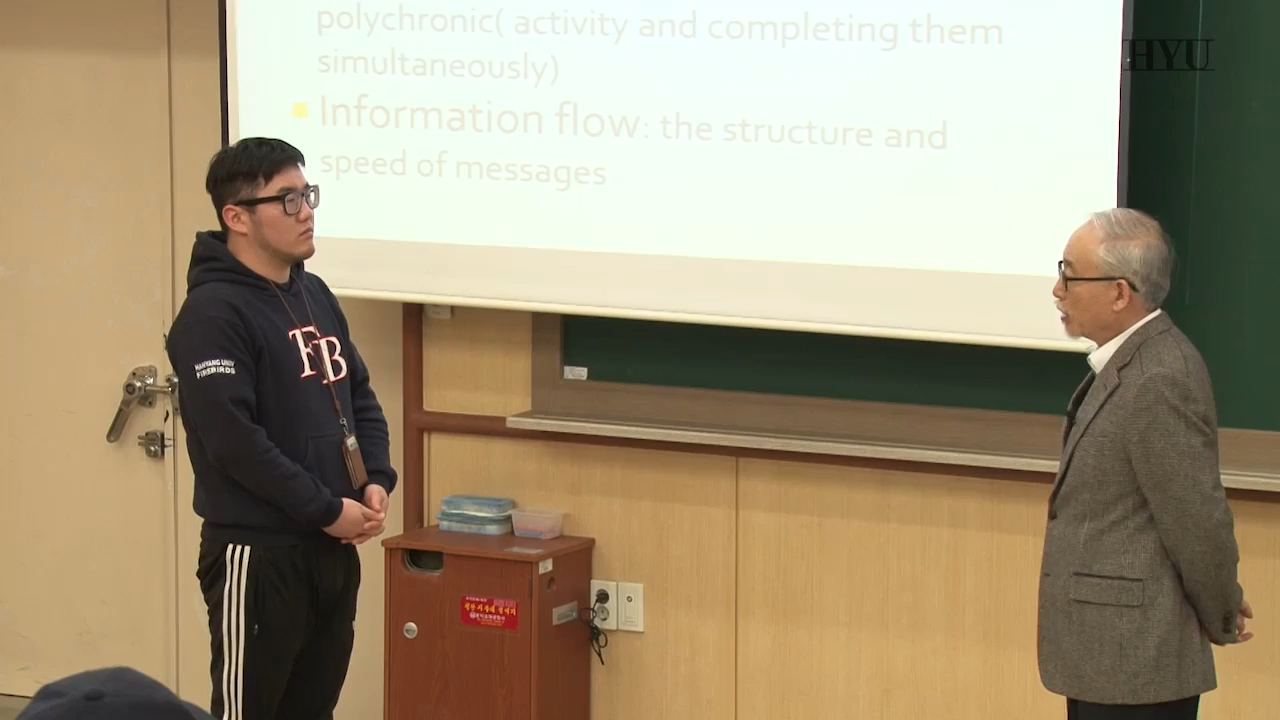 polychronic( activity and completing them
simultaneously)
Information flow: the structure and
speed of messages
HYU
FB
HANYANG UNIV
FIREBIRDS